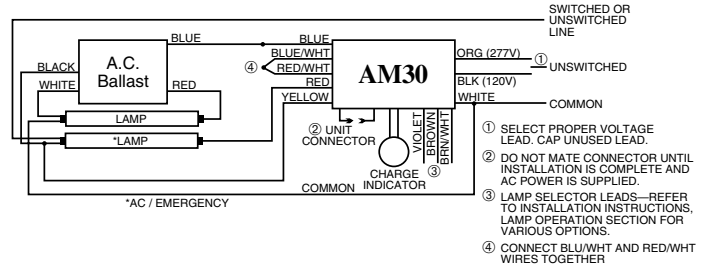 SWITCHED OR
UNSWITCHED
LINE
BLUE
BLUE
BLUE/WHT
ORG (277V)
①
BLACK
A.C.
Ballast
④
RED/WHT
AM30
UNSWITCHED
WHITE
RED
RED
BLK (120V)
YELLOW
WHITE
COMMON
LAMP
*LAMP
② UNIT
CONNECTOR
VIOLET
BROWN
BRN/WHT
③
CHARGE
INDICATOR
COMMON
*AC / EMERGENCY
① SELECT PROPER VOLTAGE
LEAD. CAP UNUSED LEAD.
② DO NOT MATE CONNECTOR UNTIL
INSTALLATION IS COMPLETE AND
AC POWER IS SUPPLIED.
③ LAMP SELECTOR LEADS—REFER
TO INSTALLATION INSTRUCTIONS,
LAMP OPERATION SECTION FOR
VARIOUS OPTIONS.
④ CONNECT BLU/WHT AND RED/WHT
WIRES TOGETHER